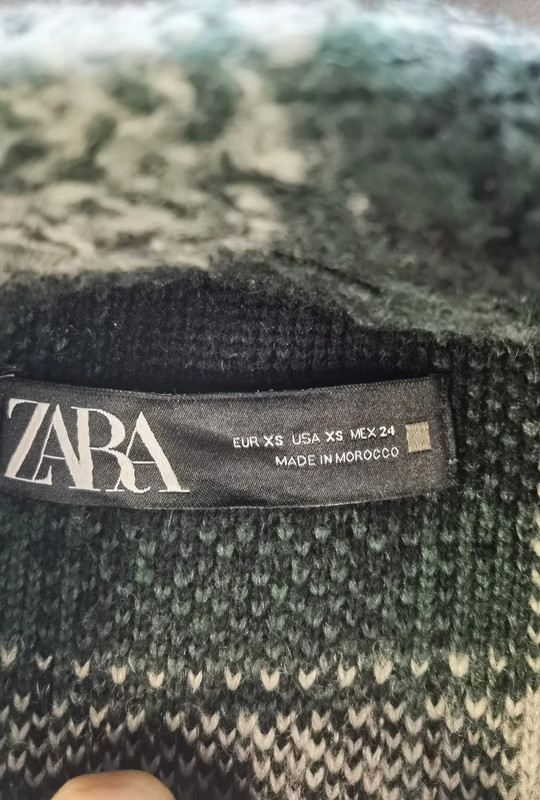 ZARA
EUR XS USA XS MEX 24
MADE IN MOROCCO